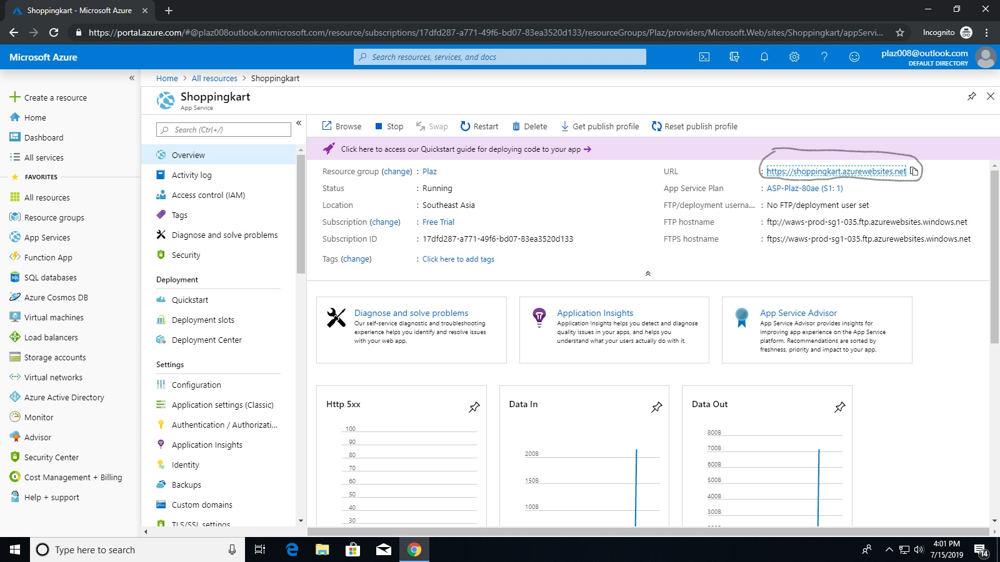 Shoppingkart - Microsoft Azure
https://portal.azure.com/#@plaz008outlook.onmicrosoft.com/resource/subscriptions/17dfd287-a771-49f6-bd07-83ea3520d133/resourceGroups/Plaz/providers/Microsoft.Web/sites/Shoppingkart/appServi...
Incognito
Microsoft Azure
Search resources, services, and docs
plaz008@outlook.com
DEFAULT DIRECTORY
Create a resource
Home
Dashboard
All services
FAVORITES
All resources
Resource groups
App Services
Function App
SQL databases
Azure Cosmos DB
Virtual machines
Load balancers
Storage accounts
Virtual networks
Azure Active Directory
Monitor
Advisor
Security Center
Cost Management + Billing
Help + support
Home > All resources > Shoppingkart
Shoppingkart
App Service
Search (Ctrl+/)
Overview
Activity log
Access control (IAM)
Tags
Diagnose and solve problems
Security
Deployment
Quickstart
Deployment slots
Deployment Center
Settings
Configuration
Application settings (Classic)
Authentication / Authorizati...
Application Insights
Identity
Backups
Custom domains
TLS/SSL settings
Browse Stop Swap Restart Delete Get publish profile Reset publish profile
Click here to access our Quickstart guide for deploying code to your app
Resource group (change) : Plaz
Status : Running
Location : Southeast Asia
Subscription (change) : Free Trial
Subscription ID : 17dfd287-a771-49f6-bd07-83ea3520d133
Tags (change) : Click here to add tags
URL : https://shoppingkart.azurewebsites.net
App Service Plan : ASP-Plaz-80ae (S1: 1)
FTP/deployment userna... : No FTP/deployment user set
FTP hostname : ftp://waws-prod-sg1-035.ftp.azurewebsites.windows.net
FTPS hostname : ftps://waws-prod-sg1-035.ftp.azurewebsites.windows.net
Diagnose and solve problems
Our self-service diagnostic and troubleshooting
experience helps you identify and resolve issues
with your web app.
Application Insights
Application Insights helps you detect and diagnose
quality issues in your apps, and helps you
understand what your users actually do with it.
App Service Advisor
App Service Advisor provides insights for
improving app experience on the App Service
platform. Recommendations are sorted by
freshness, priority and impact to your app.
Http 5xx
100
90
80
70
60
50
40
30
Data In
200B
150B
100B
Data Out
800B
700B
600B
500B
400B
300B
Type here to search
4:01 PM
7/15/2019
14